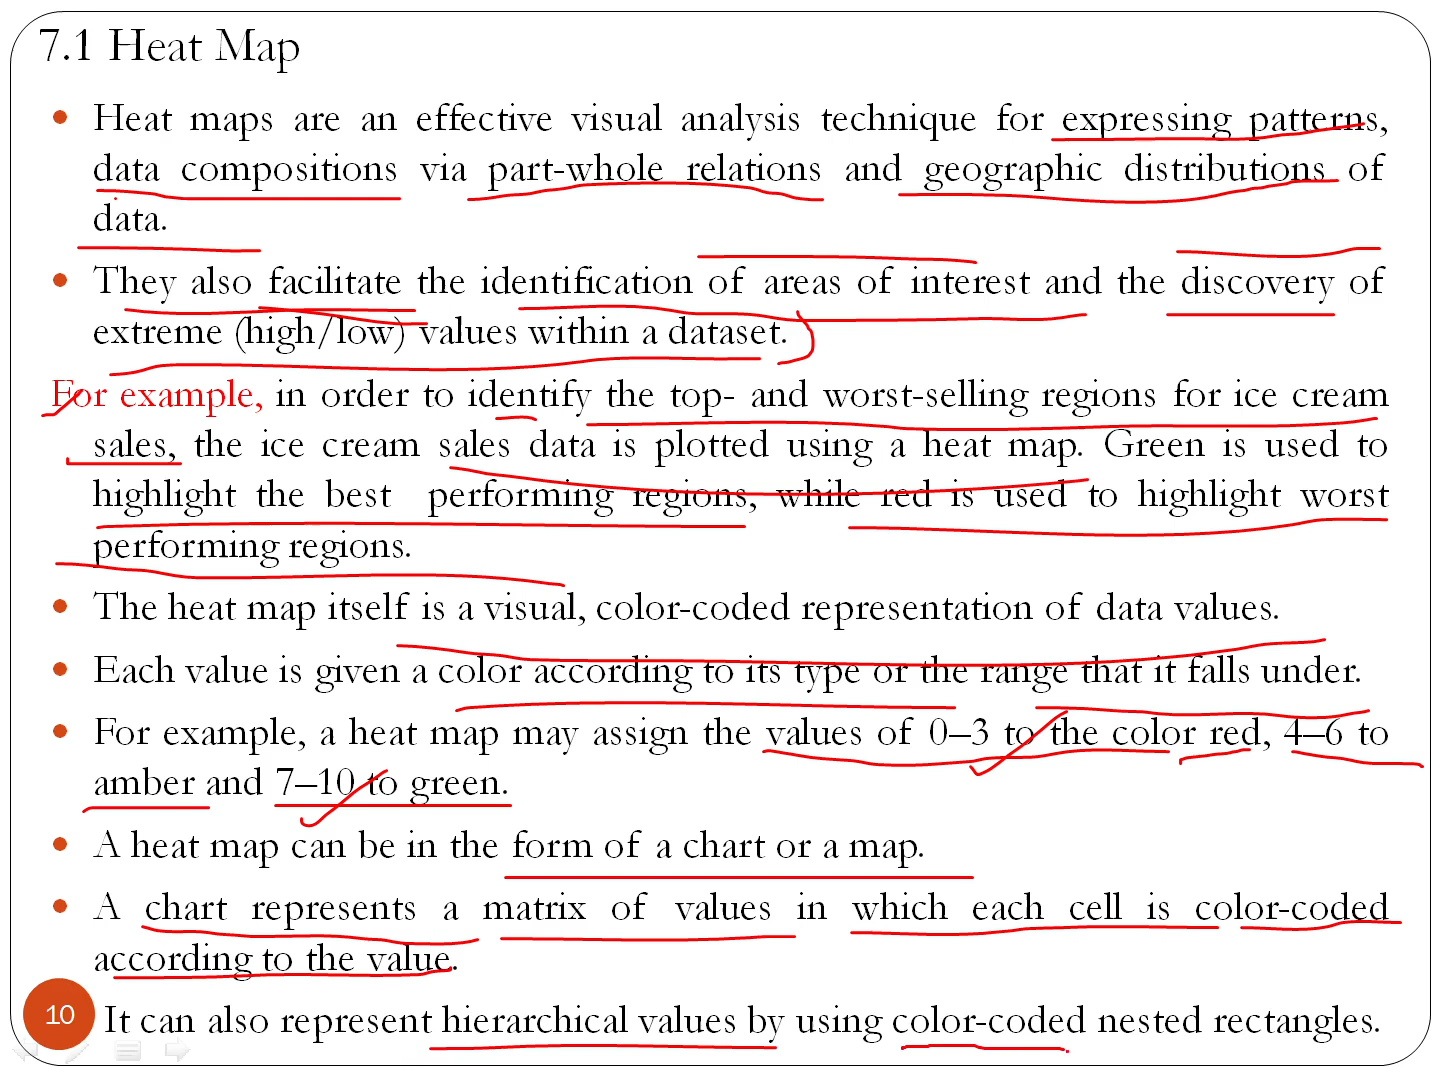 7.1 Heat Map
• Heat maps are an effective visual analysis technique for expressing patterns,
data compositions via part-whole relations and geographic distributions of
data.
• They also facilitate the identification of areas of interest and the discovery of
extreme (high/low) values within a dataset.
For example, in order to identify the top- and worst-selling regions for ice cream
sales, the ice cream sales data is plotted using a heat map. Green is used to
highlight the best performing regions, while red is used to highlight worst
performing regions.
• The heat map itself is a visual, color-coded representation of data values.
• Each value is given a color according to its type or the range that it falls under.
• For example, a heat map may assign the values of 0–3 to the color red, 4–6 to
amber and 7–10 to green.
• A heat map can be in the form of a chart or a map.
• A chart represents a matrix of values in which each cell is color-coded
according to the value.
10
It can also represent hierarchical values by using color-coded nested rectangles.